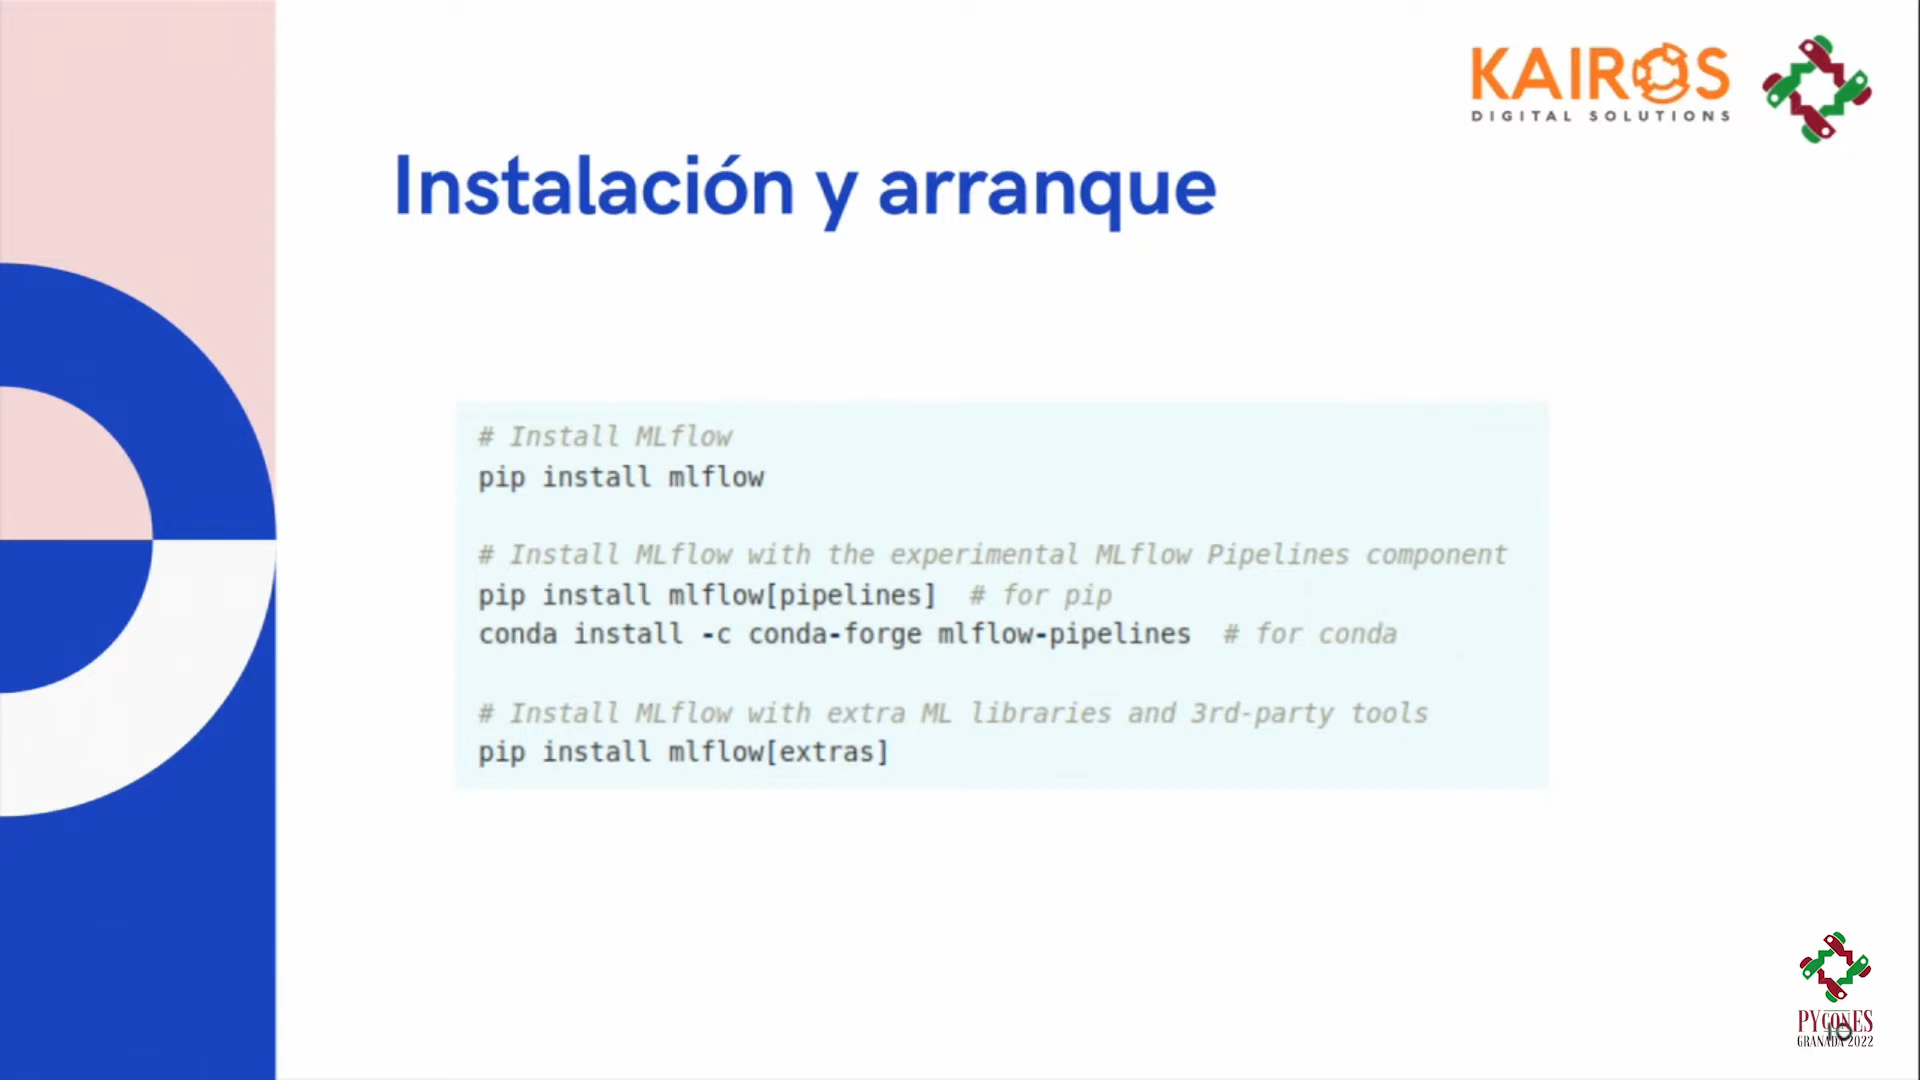 KAIROS
DIGITAL SOLUTIONS
Instalación y arranque
# Install MLflow
pip install mlflow
# Install MLflow with the experimental MLflow Pipelines component
pip install mlflow[pipelines]  # for pip
conda install -c conda-forge mlflow-pipelines  # for conda
# Install MLflow with extra ML libraries and 3rd-party tools
pip install mlflow[extras]
PYCONES
10
GRANADA 2022